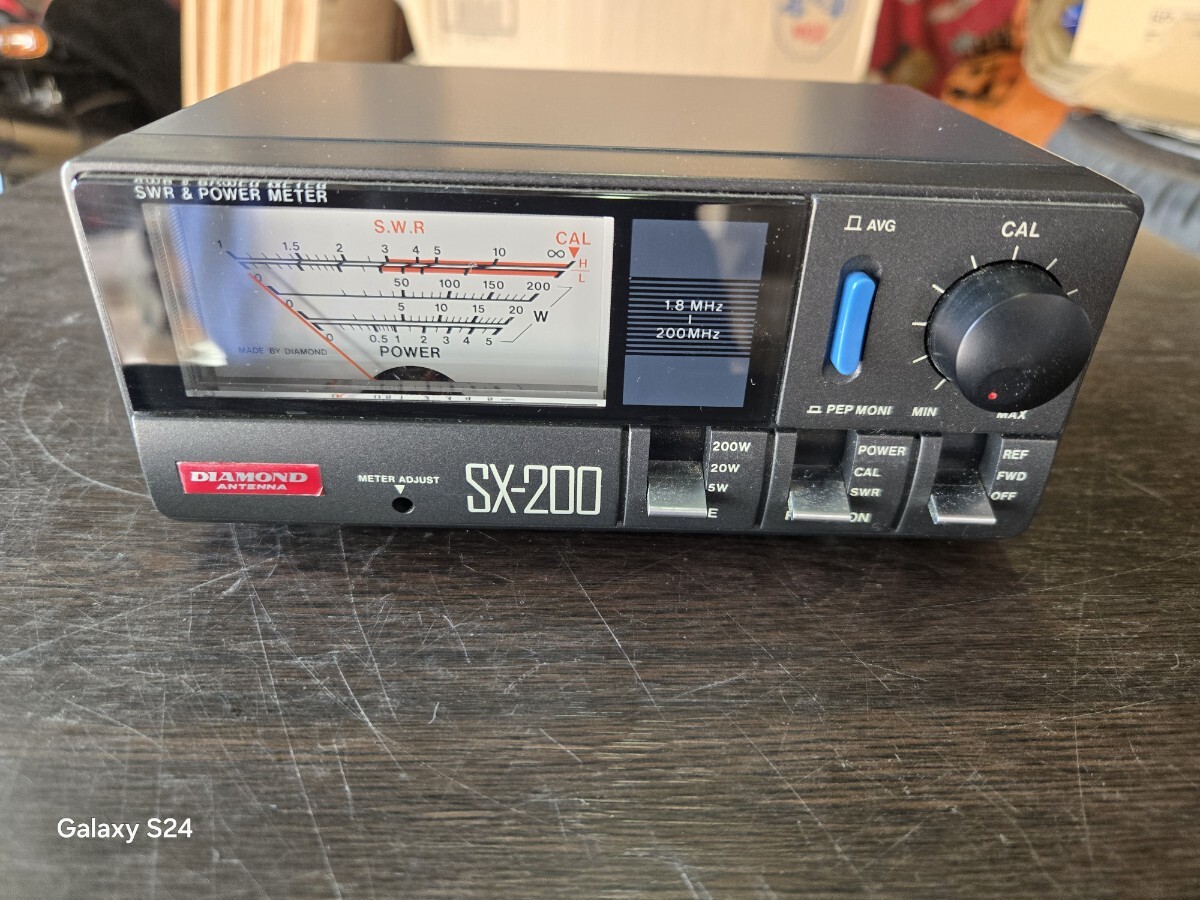 SWR & POWER METER
S.W.R
CAL
1 1.5 2 3 4 5 10 ∞
H
L
0 50 100 150 200
0 5 10 15 20
W
0 0.5 1 2 3 4 5
MADE BY DIAMOND
POWER
1.8 MHz
200MHz
AVG
CAL
PEP MONI
MIN
MAX
DIAMOND
ANTENNA
METER ADJUST
SX-200
200W
20W
5W
POWER
CAL
SWR
REF
FWD
OFF
Galaxy S24